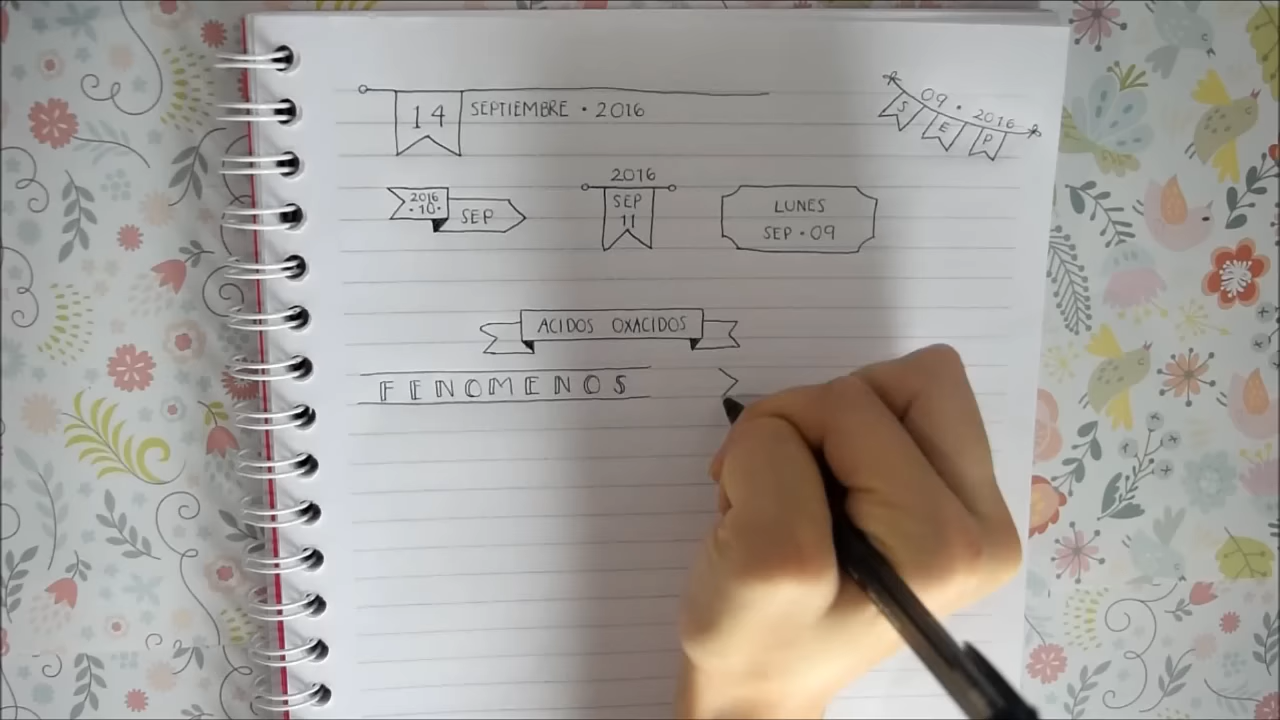 14 SEPTIEMBRE · 2016
09 · 2016
S E P
2016
· 10 ·
SEP
2016
SEP
11
LUNES
SEP · 09
ACIDOS OXACIDOS
FENOMENOS